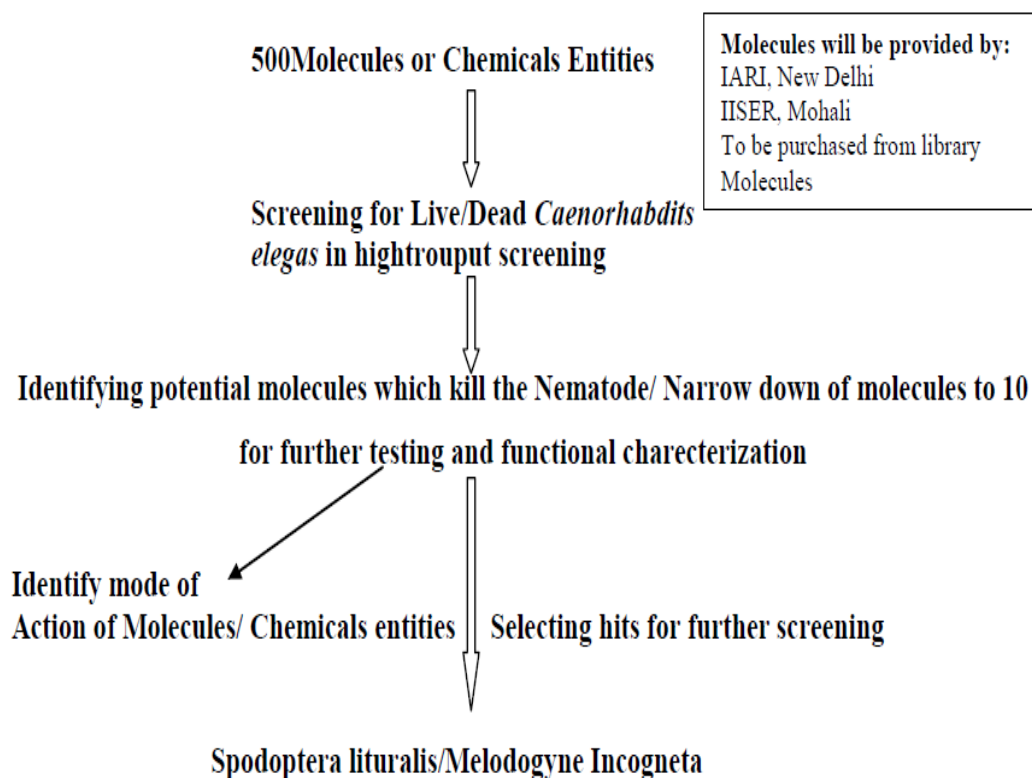 500Molecules or Chemicals Entities
Molecules will be provided by:
IARI, New Delhi
IISER, Mohali
To be purchased from library
Molecules
Screening for Live/Dead Caenorhabdits
elegas in hightrouput screening
Identifying potential molecules which kill the Nematode/ Narrow down of molecules to 10
for further testing and functional charecterization
Identify mode of
Action of Molecules/ Chemicals entities
Selecting hits for further screening
Spodoptera lituralis/Melodogyne Incogneta